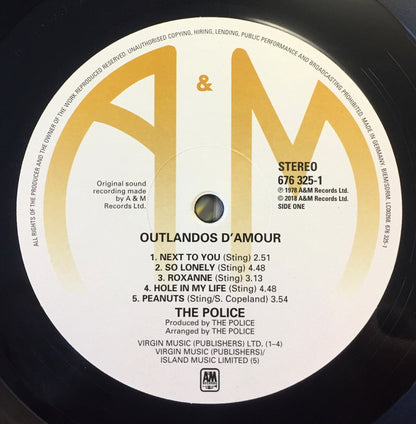 ALL RIGHTS OF THE PRODUCER AND OF THE OWNER OF THE WORK REPRODUCED RESERVED. UNAUTHORISED COPYING, HIRING, LENDING, PUBLIC PERFORMANCE AND BROADCASTING PROHIBITED. MADE IN GERMANY. BIEM/SDRM. LC00268. 676 325-1
A & M
STEREO
676 325-1
℗ 1978 A&M Records Ltd.
© 2018 A&M Records Ltd.
SIDE ONE
Original sound
recording made
by A & M
Records Ltd.
OUTLANDOS D'AMOUR
1. NEXT TO YOU (Sting) 2.51
2. SO LONELY (Sting) 4.48
3. ROXANNE (Sting) 3.13
4. HOLE IN MY LIFE (Sting) 4.48
5. PEANUTS (Sting/S. Copeland) 3.54
THE POLICE
Produced by THE POLICE
Arranged by THE POLICE
VIRGIN MUSIC (PUBLISHERS) LTD. (1–4)
VIRGIN MUSIC (PUBLISHERS)/
ISLAND MUSIC LIMITED (5)
A&M